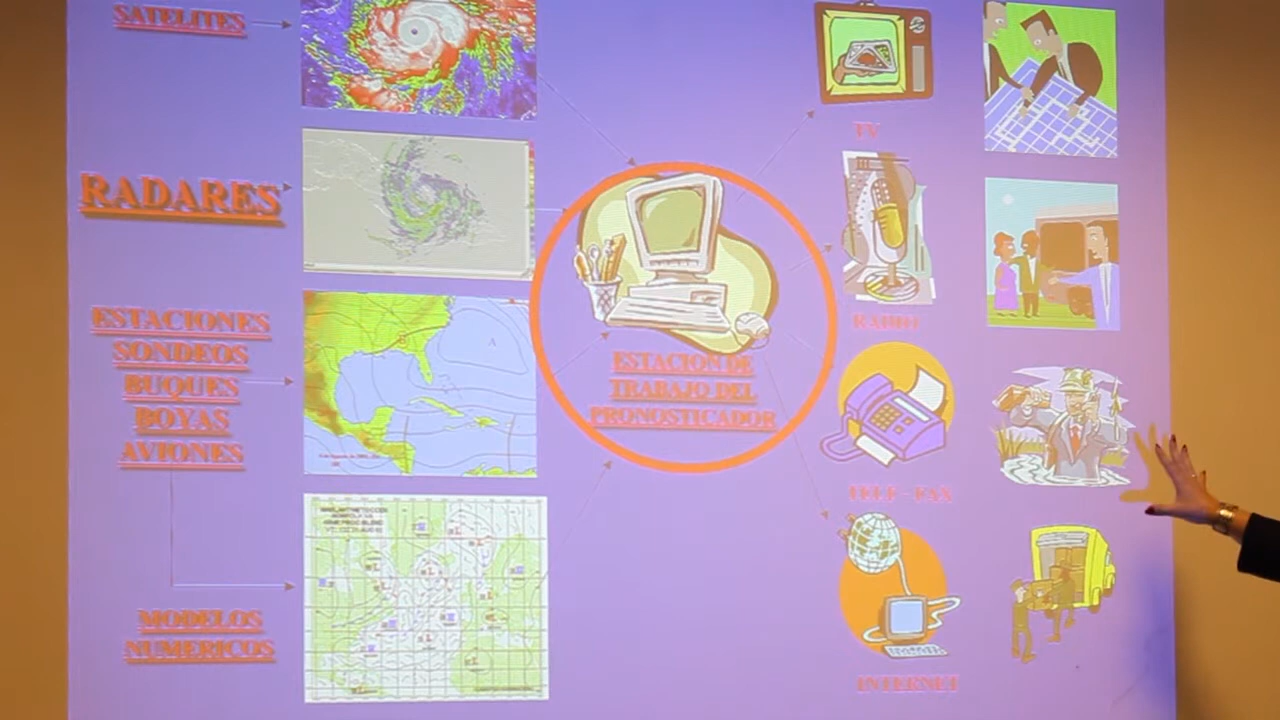 SATELITES
RADARES
ESTACIONES
SONDEOS
BUQUES
BOYAS
AVIONES
MODELOS
NUMERICOS
A
ESTACION DE
TRABAJO DEL
PRONOSTICADOR
TV
RADIO
TELF - FAX
INTERNET